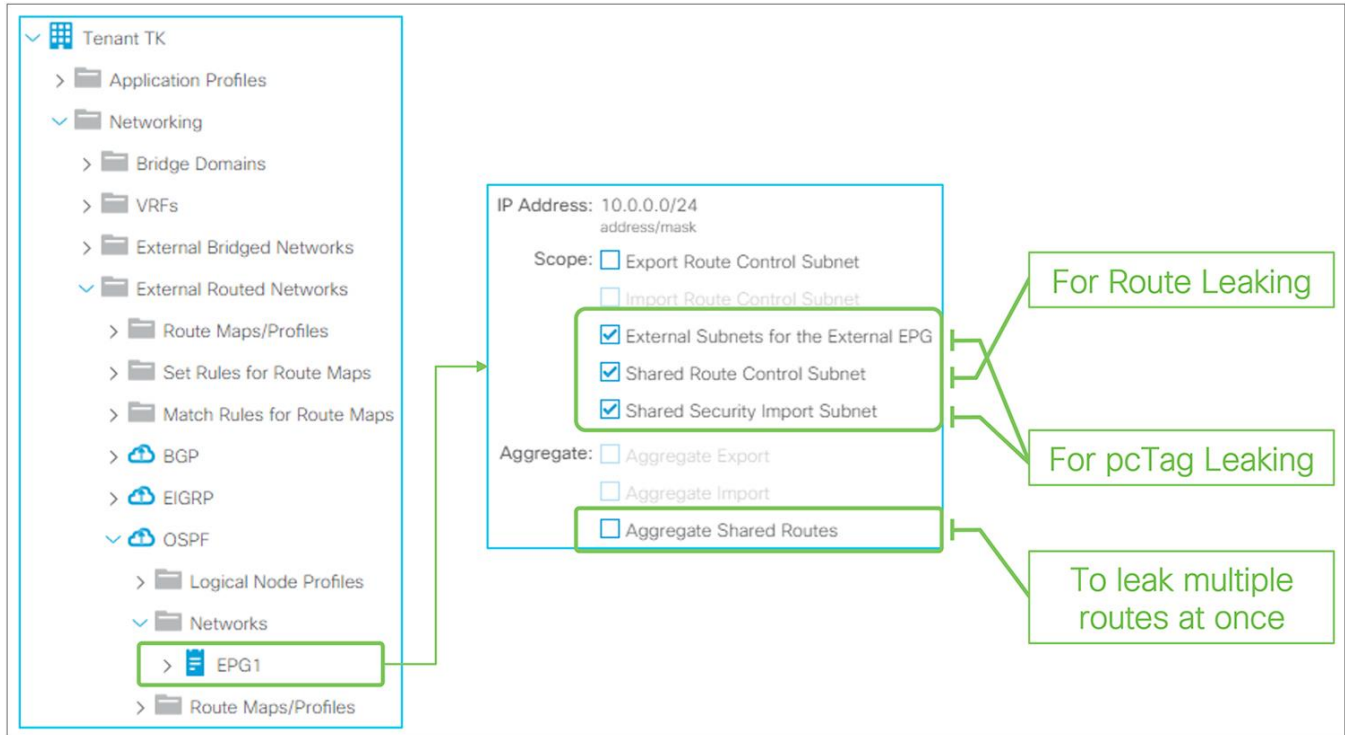 Tenant TK
Application Profiles
Networking
Bridge Domains
VRFs
External Bridged Networks
External Routed Networks
Route Maps/Profiles
Set Rules for Route Maps
Match Rules for Route Maps
BGP
EIGRP
OSPF
Logical Node Profiles
Networks
EPG1
Route Maps/Profiles
IP Address: 10.0.0.0/24
address/mask
Scope: Export Route Control Subnet
Import Route Control Subnet
External Subnets for the External EPG
Shared Route Control Subnet
Shared Security Import Subnet
Aggregate: Aggregate Export
Aggregate Import
Aggregate Shared Routes
For Route Leaking
For pcTag Leaking
To leak multiple
routes at once